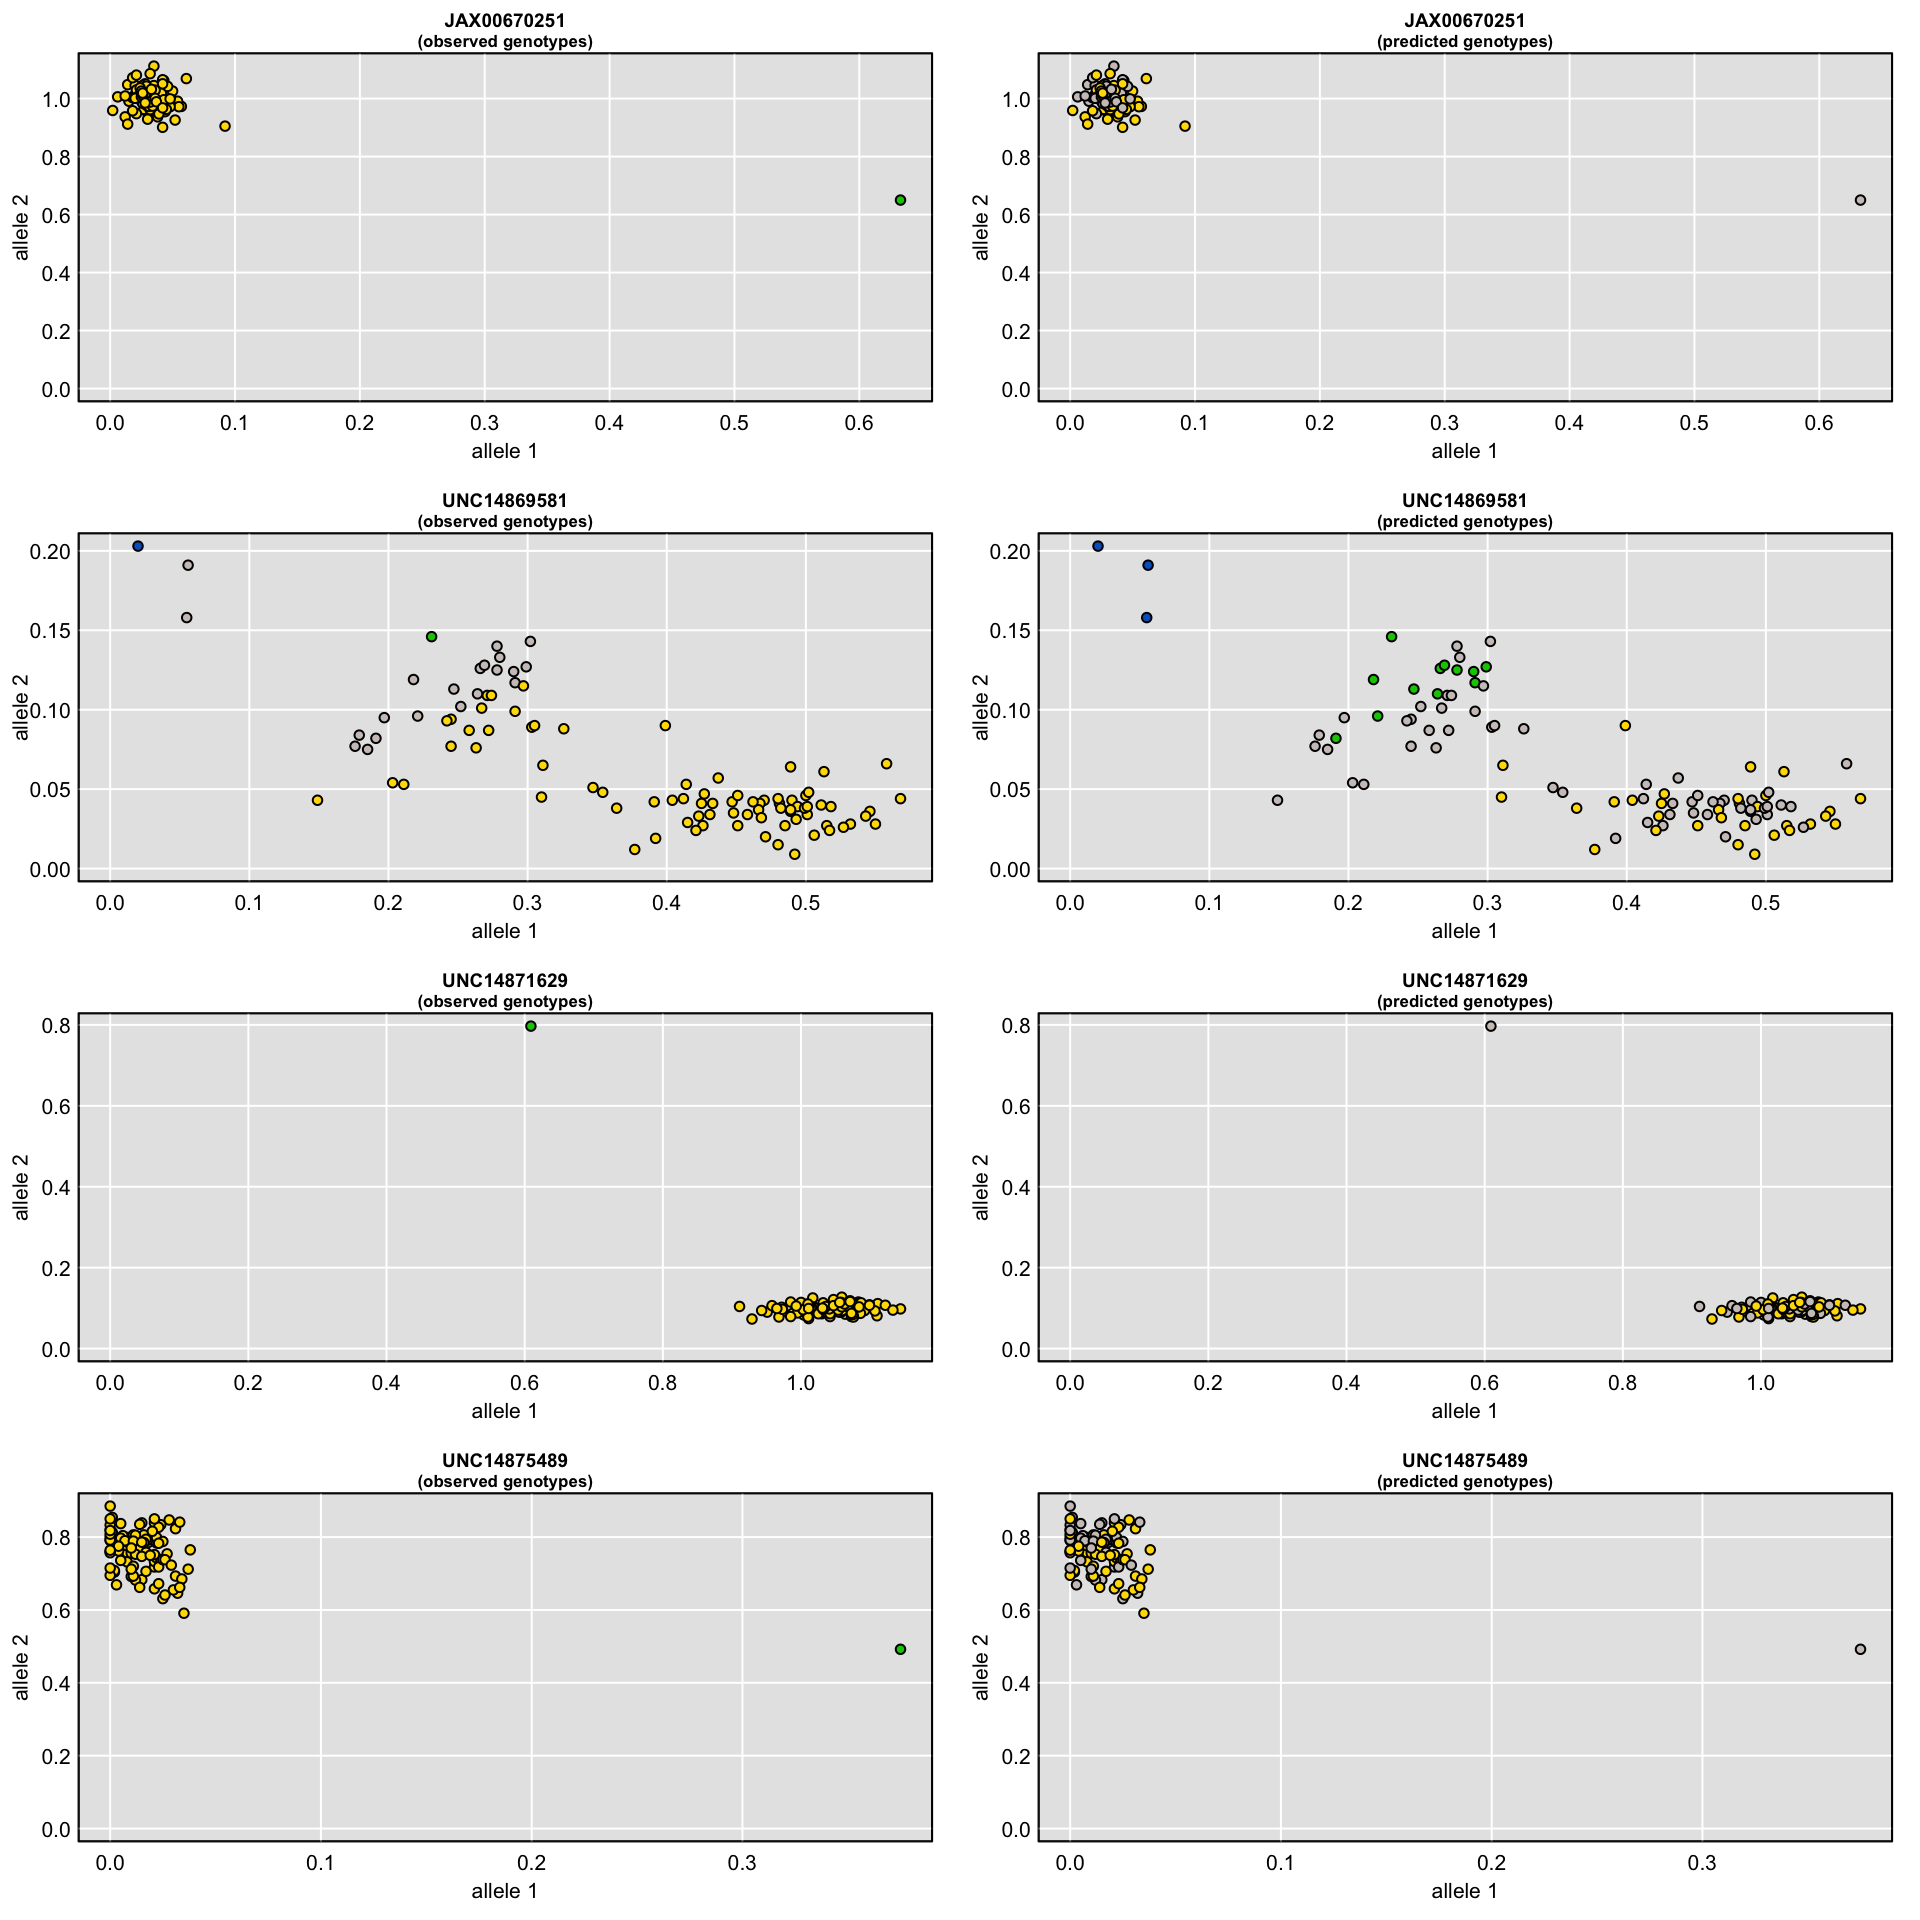 JAX00670251
(observed genotypes)
allele 2
1.0
0.8
0.6
0.4
0.2
0.0
0.0 0.1 0.2 0.3 0.4 0.5 0.6
allele 1
JAX00670251
(predicted genotypes)
allele 2
1.0
0.8
0.6
0.4
0.2
0.0
0.0 0.1 0.2 0.3 0.4 0.5 0.6
allele 1
UNC14869581
(observed genotypes)
allele 2
0.20
0.15
0.10
0.05
0.00
0.0 0.1 0.2 0.3 0.4 0.5
allele 1
UNC14869581
(predicted genotypes)
allele 2
0.20
0.15
0.10
0.05
0.00
0.0 0.1 0.2 0.3 0.4 0.5
allele 1
UNC14871629
(observed genotypes)
allele 2
0.8
0.6
0.4
0.2
0.0
0.0 0.2 0.4 0.6 0.8 1.0
allele 1
UNC14871629
(predicted genotypes)
allele 2
0.8
0.6
0.4
0.2
0.0
0.0 0.2 0.4 0.6 0.8 1.0
allele 1
UNC14875489
(observed genotypes)
allele 2
0.8
0.6
0.4
0.2
0.0
0.0 0.1 0.2 0.3
allele 1
UNC14875489
(predicted genotypes)
allele 2
0.8
0.6
0.4
0.2
0.0
0.0 0.1 0.2 0.3
allele 1